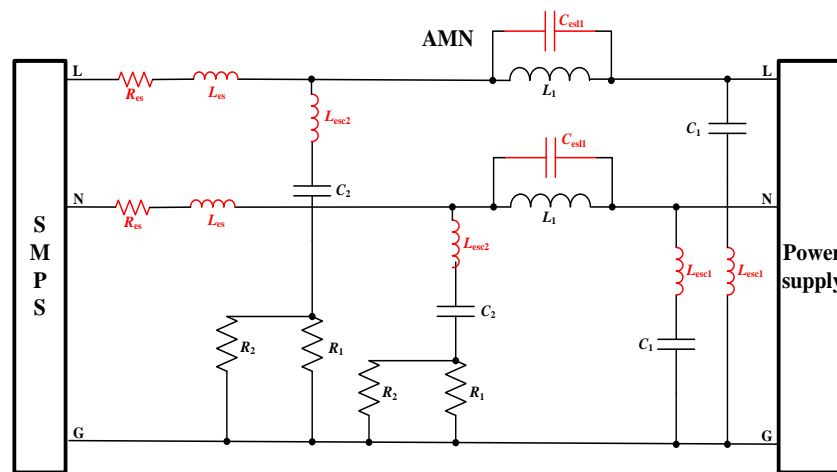 AMN
C_esl1
L
R_es
L_es
L_1
L
L_esc2
C_1
C_esl1
C_2
N
R_es
L_es
L_1
N
S
M
P
S
L_esc2
L_esc1
L_esc1
Power
supply
C_2
C_1
R_2
R_1
R_2
R_1
G
G